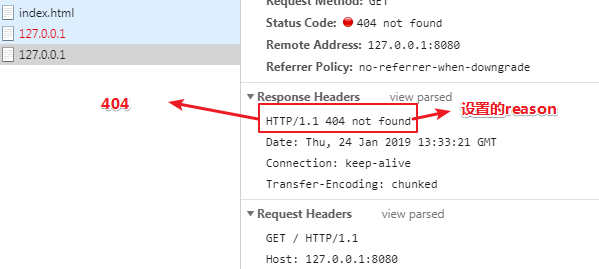 index.html
127.0.0.1
127.0.0.1
404
Request Method: GET
Status Code: 404 not found
Remote Address: 127.0.0.1:8080
Referrer Policy: no-referrer-when-downgrade
Response Headers view parsed
HTTP/1.1 404 not found
设置的reason
Date: Thu, 24 Jan 2019 13:33:21 GMT
Connection: keep-alive
Transfer-Encoding: chunked
Request Headers view parsed
GET / HTTP/1.1
Host: 127.0.0.1:8080